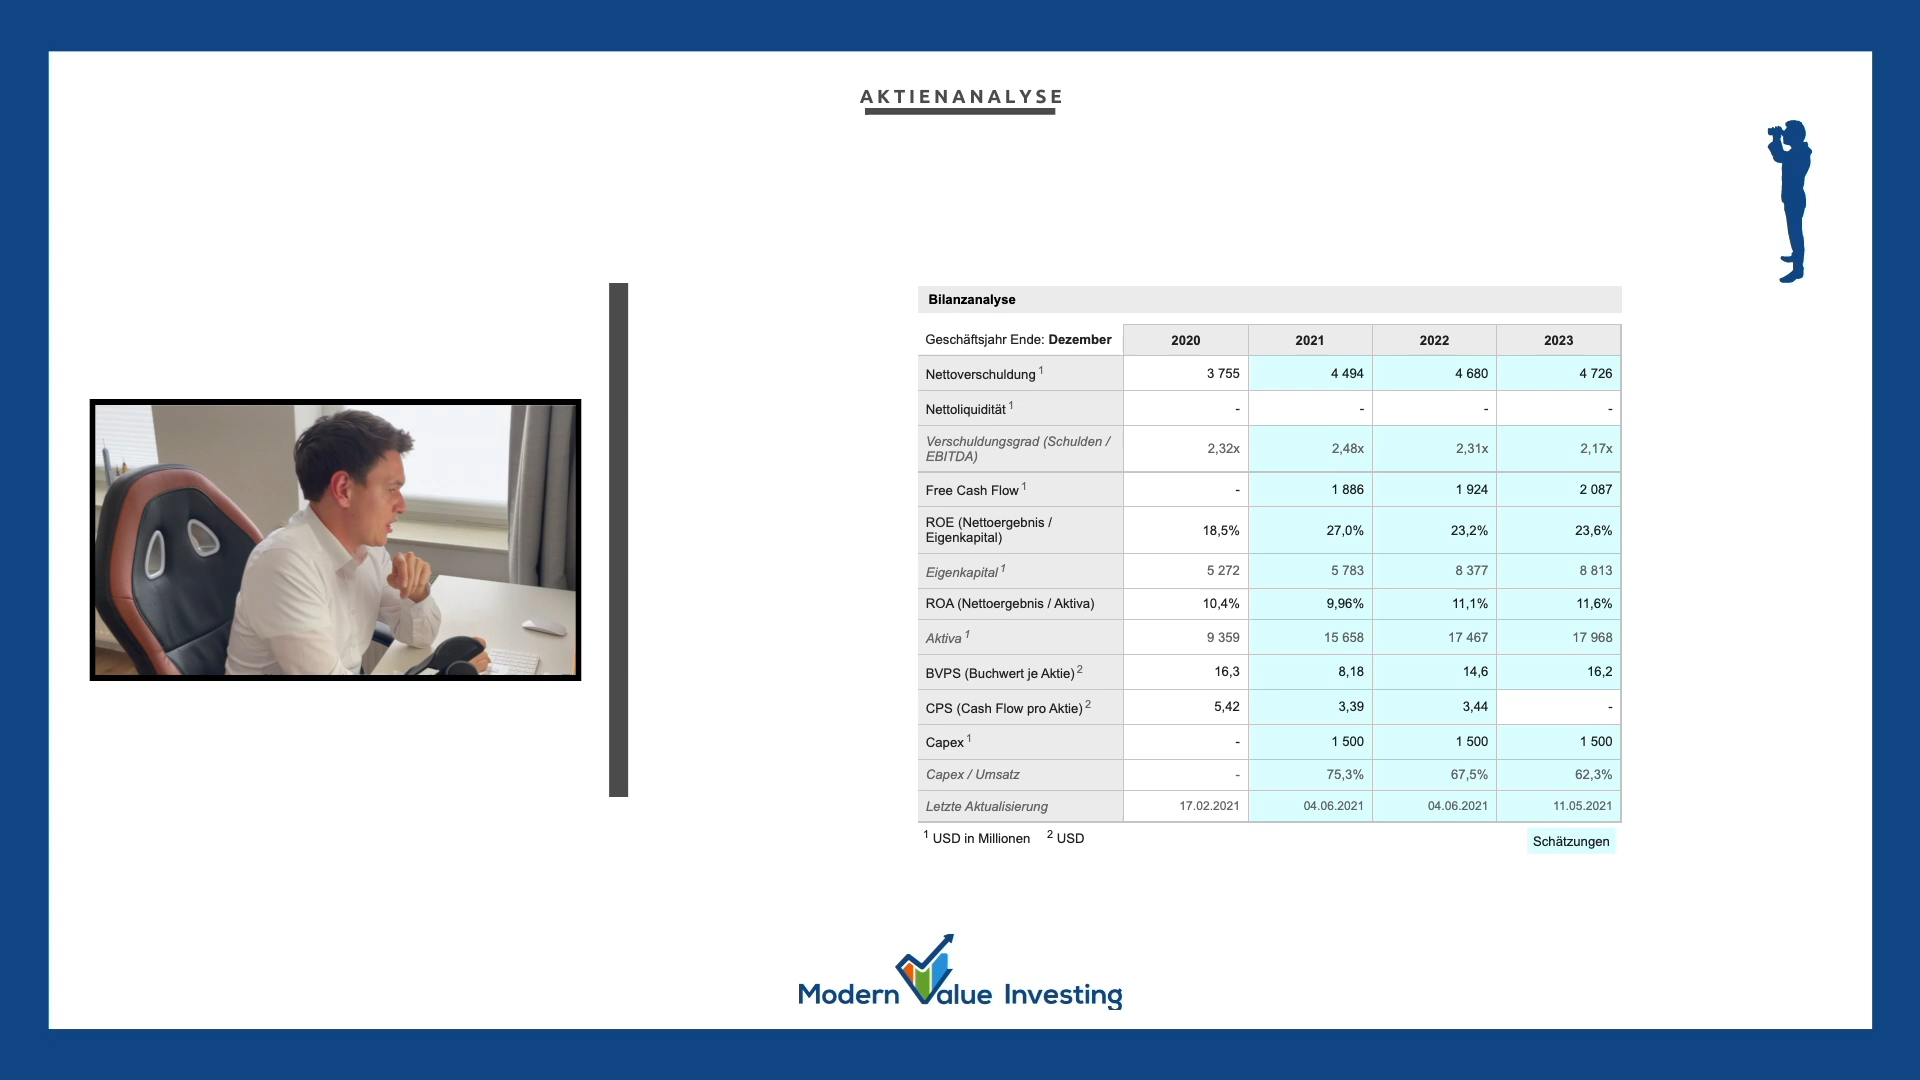 AKTIENANALYSE
Bilanzanalyse
Geschäftsjahr Ende: Dezember 2020 2021 2022 2023
Nettoverschuldung 1 3 755 4 494 4 680 4 726
Nettoliquidität 1 - - - -
Verschuldungsgrad (Schulden /
EBITDA) 2,32x 2,48x 2,31x 2,17x
Free Cash Flow 1 - 1 886 1 924 2 087
ROE (Nettoergebnis /
Eigenkapital) 18,5% 27,0% 23,2% 23,6%
Eigenkapital 1 5 272 5 783 8 377 8 813
ROA (Nettoergebnis / Aktiva) 10,4% 9,96% 11,1% 11,6%
Aktiva 1 9 359 15 658 17 467 17 968
BVPS (Buchwert je Aktie) 2 16,3 8,18 14,6 16,2
CPS (Cash Flow pro Aktie) 2 5,42 3,39 3,44 -
Capex 1 - 1 500 1 500 1 500
Capex / Umsatz - 75,3% 67,5% 62,3%
Letzte Aktualisierung 17.02.2021 04.06.2021 04.06.2021 11.05.2021
1 USD in Millionen 2 USD
Schätzungen
Modern Value Investing